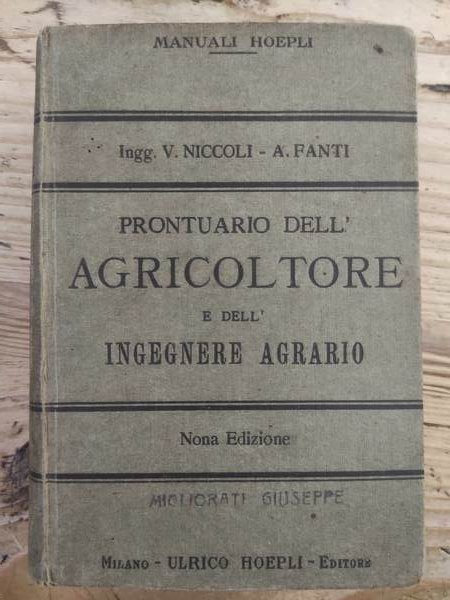 MANUALI HOEPLI
Ingg. V. NICCOLI - A. FANTI
PRONTUARIO DELL'
AGRICOLTORE
E DELL'
INGEGNERE AGRARIO
Nona Edizione
MIGLIORATI GIUSEPPE
MILANO - ULRICO HOEPLI - EDITORE